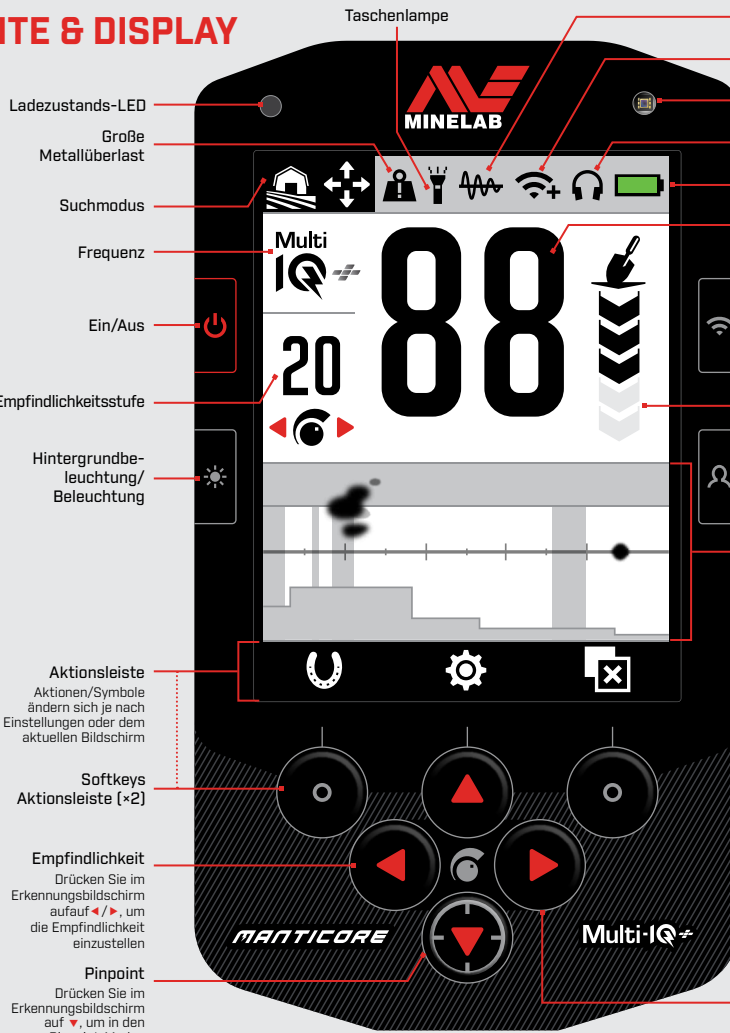 ITE & DISPLAY
Taschenlampe
Ladezustands-LED
Große
Metallüberlast
Suchmodus
Frequenz
Ein/Aus
Empfindlichkeitsstufe
Hintergrundbe-
leuchtung/
Beleuchtung
Aktionsleiste
Aktionen/Symbole
ändern sich je nach
Einstellungen oder dem
aktuellen Bildschirm
Softkeys
Aktionsleiste (×2)
Empfindlichkeit
Drücken Sie im
Erkennungsbildschirm
aufauf ◄ / ►, um
die Empfindlichkeit
einzustellen
Pinpoint
Drücken Sie im
Erkennungsbildschirm
auf ▼, um in den
MINELAB
Multi
IQ
88
20
MANTICORE
Multi-IQ+